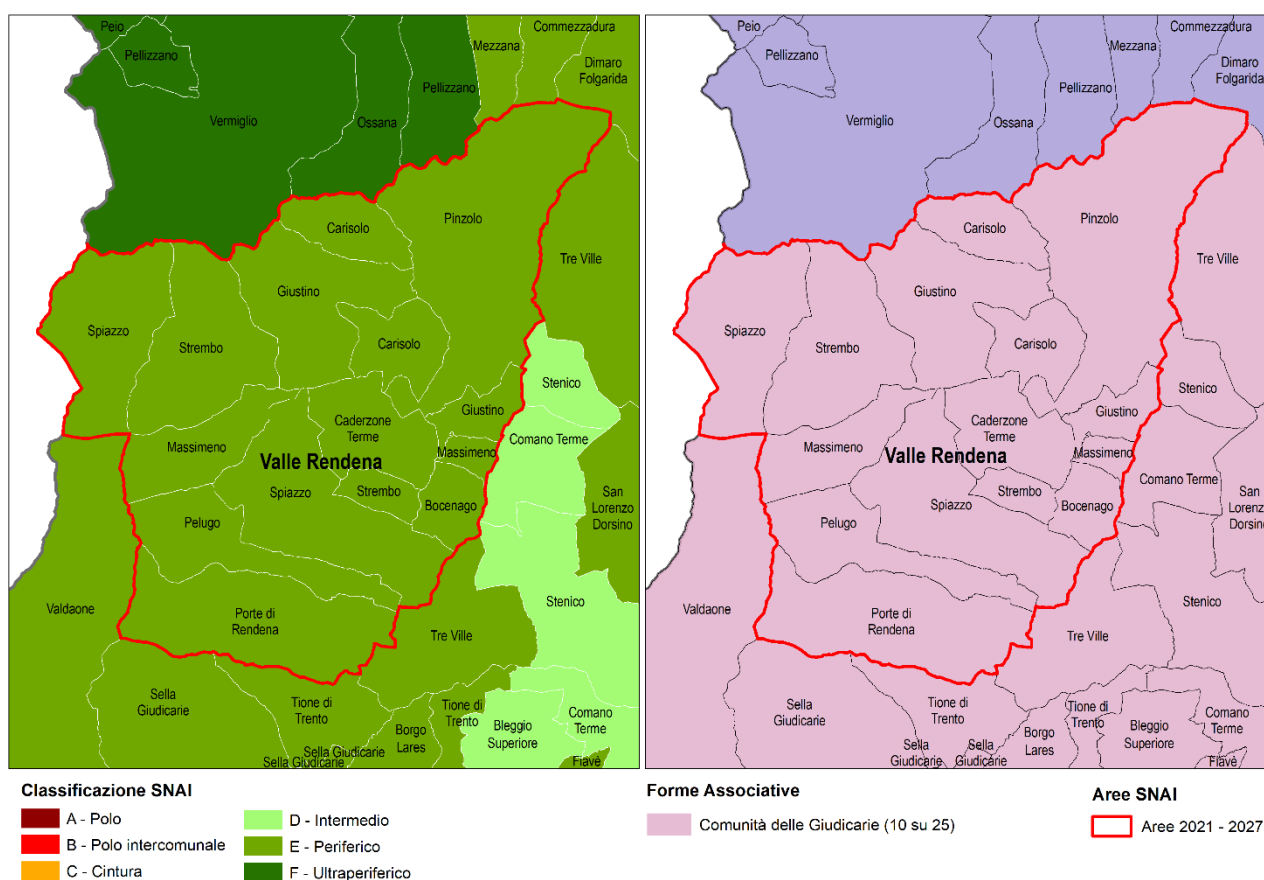 Peio
Pellizzano
Vermiglio
Ossana
Pellizzano
Mezzana
Commezzadura
Dimaro
Folgarida
Carisolo
Pinzolo
Tre Ville
Giustino
Spiazzo
Strembo
Carisolo
Stenico
Giustino
Caderzone
Terme
Comano Terme
Massimeno
Massimeno
Valle Rendena
Spiazzo
Strembo
Bocenago
San
Lorenzo
Dorsino
Pelugo
Valdaone
Porte di
Rendena
Tre Ville
Stenico
Sella
Giudicarie
Tione di
Trento
Sella Giudicarie
Sella Giudicarie
Borgo
Lares
Tione di
Trento
Bleggio
Superiore
Comano
Terme
Fiavè
Peio
Pellizzano
Vermiglio
Ossana
Pellizzano
Mezzana
Commezzadura
Dimaro
Folgarida
Carisolo
Pinzolo
Tre Ville
Giustino
Spiazzo
Strembo
Carisolo
Stenico
Giustino
Caderzone
Terme
Massimeno
Massimeno
Valle Rendena
Comano Terme
Spiazzo
Strembo
Bocenago
San
Lorenzo
Dorsino
Pelugo
Valdaone
Porte di
Rendena
Tre Ville
Stenico
Sella
Giudicarie
Tione di
Trento
Sella
Giudicarie
Sella
Giudicarie
Borgo
Lares
Tione di
Trento
Bleggio
Superiore
Comano
Terme
Fiavè
Classificazione SNAI
A - Polo
B - Polo intercomunale
C - Cintura
D - Intermedio
E - Periferico
F - Ultraperiferico
Forme Associative
Comunità delle Giudicarie (10 su 25)
Aree SNAI
Aree 2021 - 2027